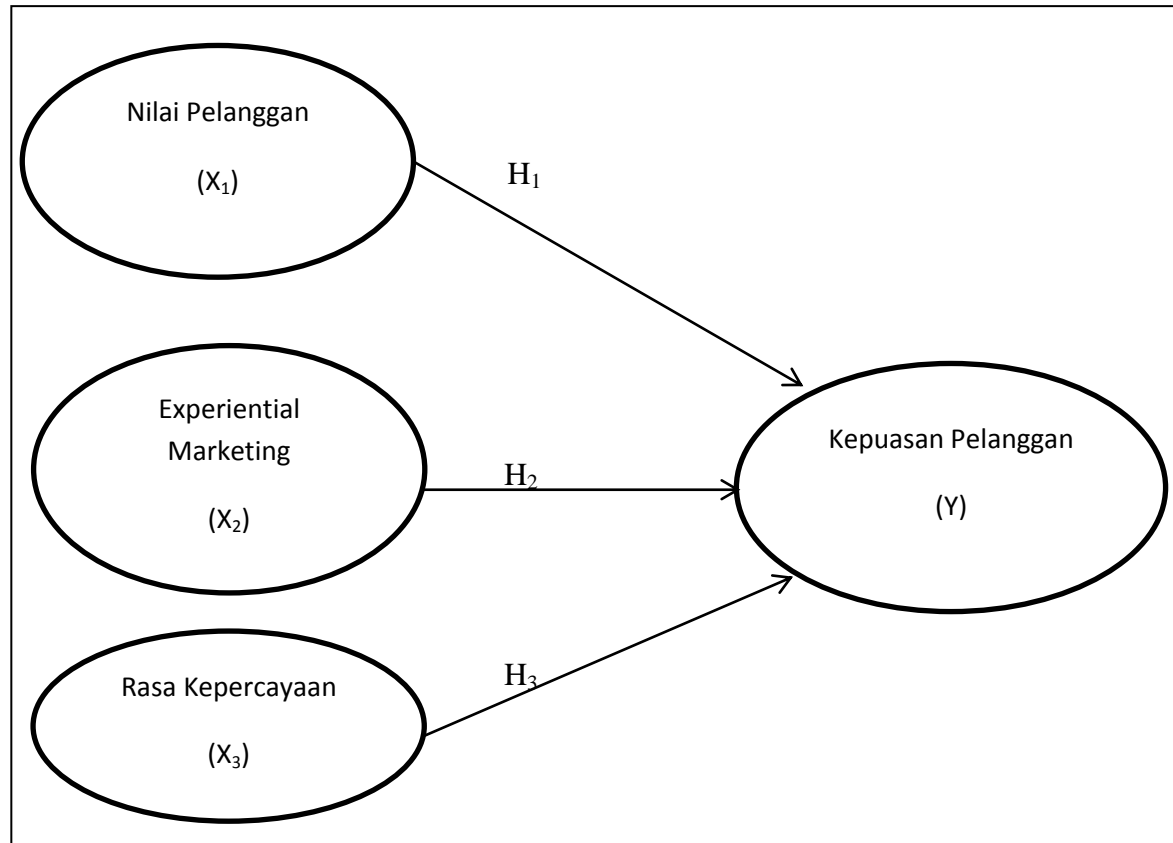 Nilai Pelanggan
(X₁)
H₁
Experiential
Marketing
(X₂)
H₂
Kepuasan Pelanggan
(Y)
Rasa Kepercayaan
(X₃)
H₃